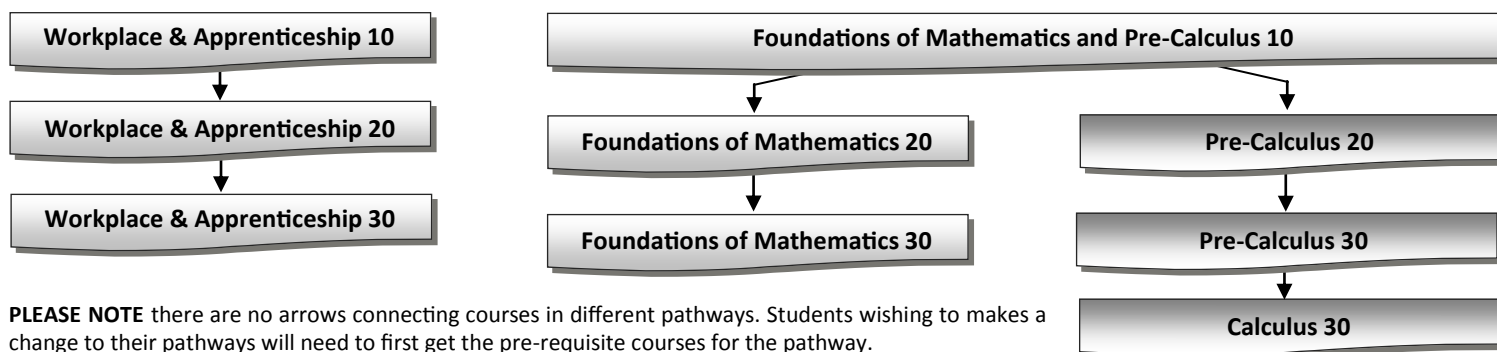 Workplace & Apprenticeship 10
Workplace & Apprenticeship 20
Workplace & Apprenticeship 30
Foundations of Mathematics and Pre-Calculus 10
Foundations of Mathematics 20
Foundations of Mathematics 30
Pre-Calculus 20
Pre-Calculus 30
Calculus 30
PLEASE NOTE there are no arrows connecting courses in different pathways. Students wishing to makes a
change to their pathways will need to first get the pre-requisite courses for the pathway.